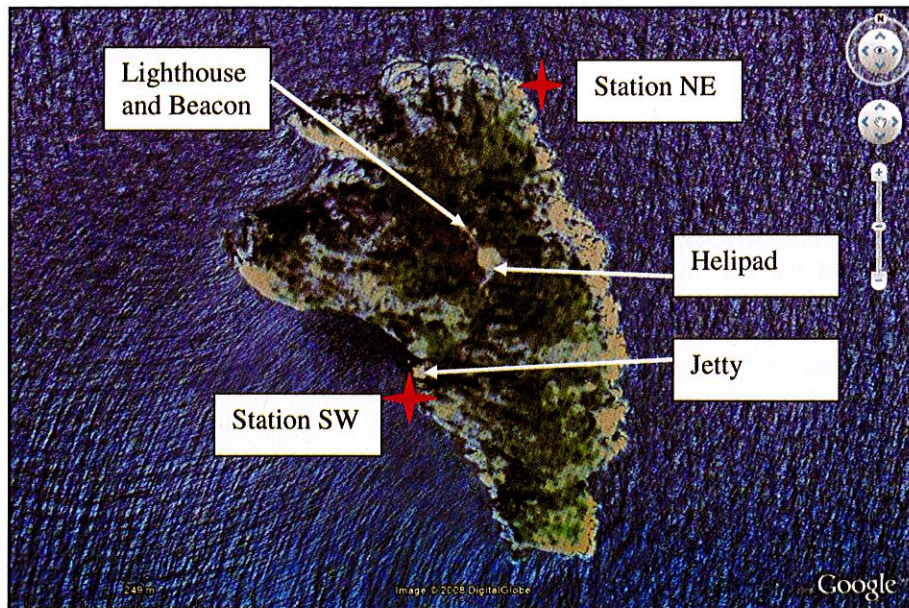 N
Lighthouse
and Beacon
Station NE
Helipad
Jetty
Station SW
249 m
Image © 2008 DigitalGlobe
Google